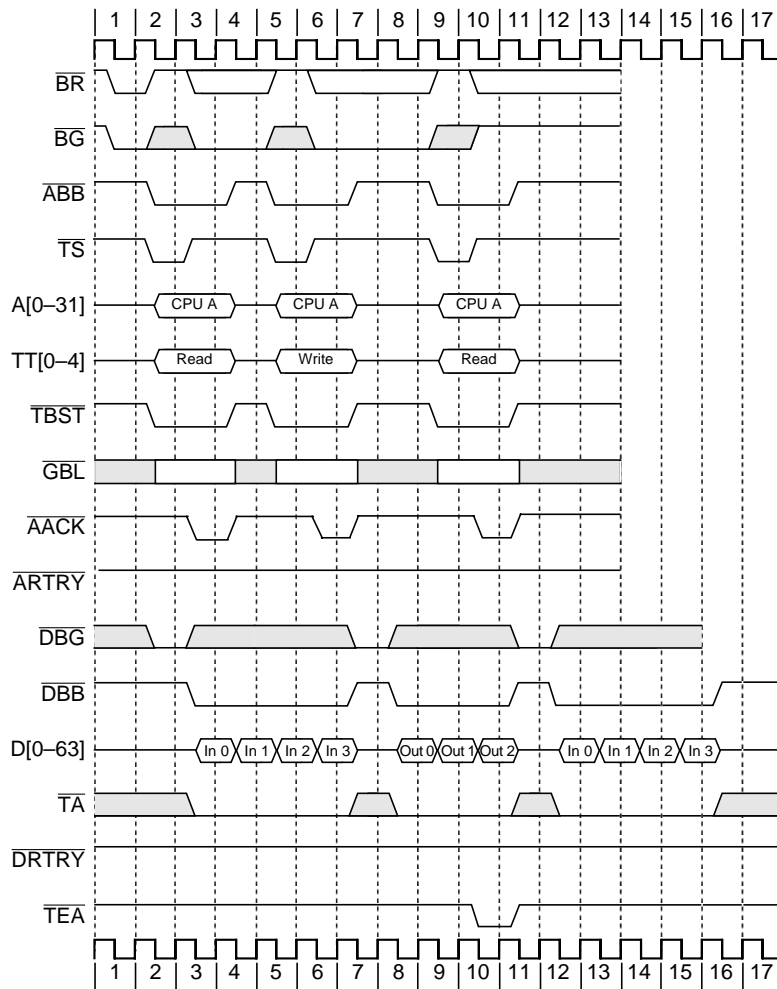 1 2 3 4 5 6 7 8 9 10 11 12 13 14 15 16 17
BR
BG
ABB
TS
A[0–31] CPU A CPU A CPU A
TT[0–4] Read Write Read
TBST
GBL
AACK
ARTRY
DBG
DBB
D[0–63] In 0 In 1 In 2 In 3 Out 0 Out 1 Out 2 In 0 In 1 In 2 In 3
TA
DRTRY
TEA
1 2 3 4 5 6 7 8 9 10 11 12 13 14 15 16 17